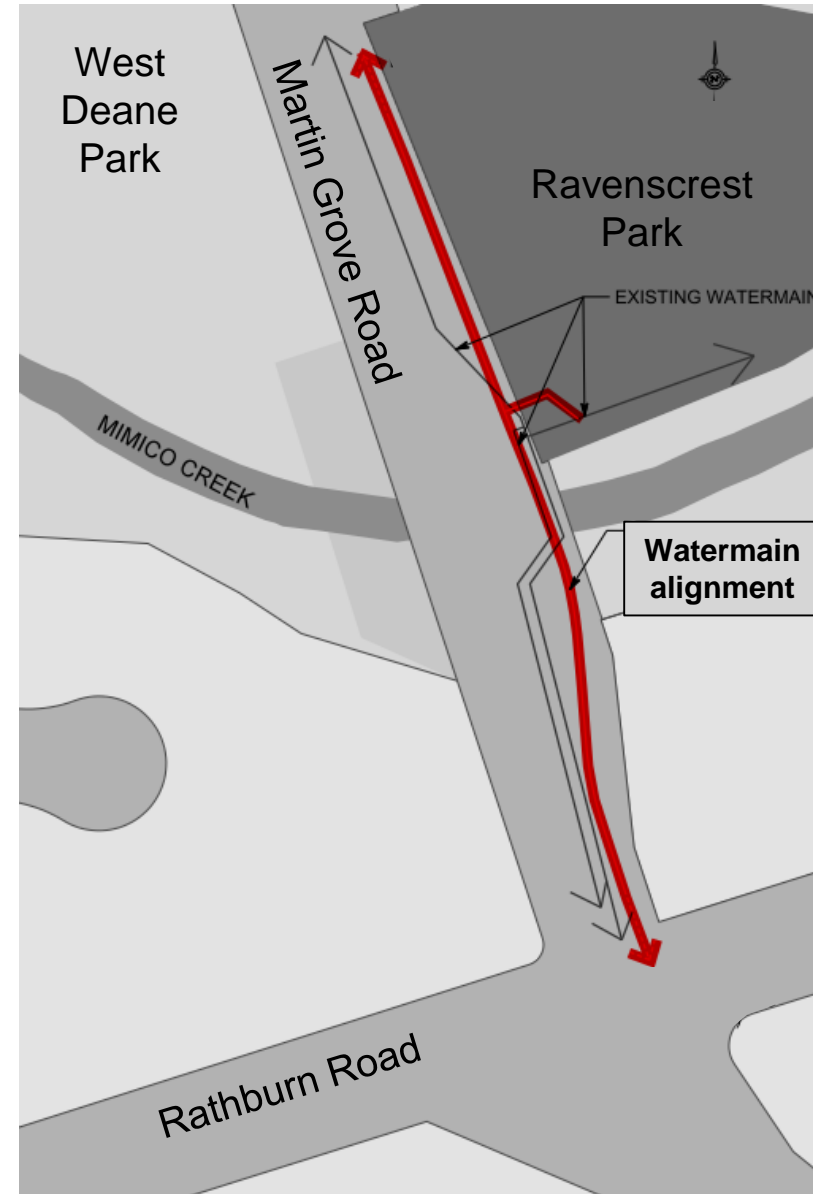 West
Deane
Park
Martin Grove Road
N
Ravenscrest
Park
EXISTING WATERMAIN
MIMICO CREEK
Watermain
alignment
Rathburn Road